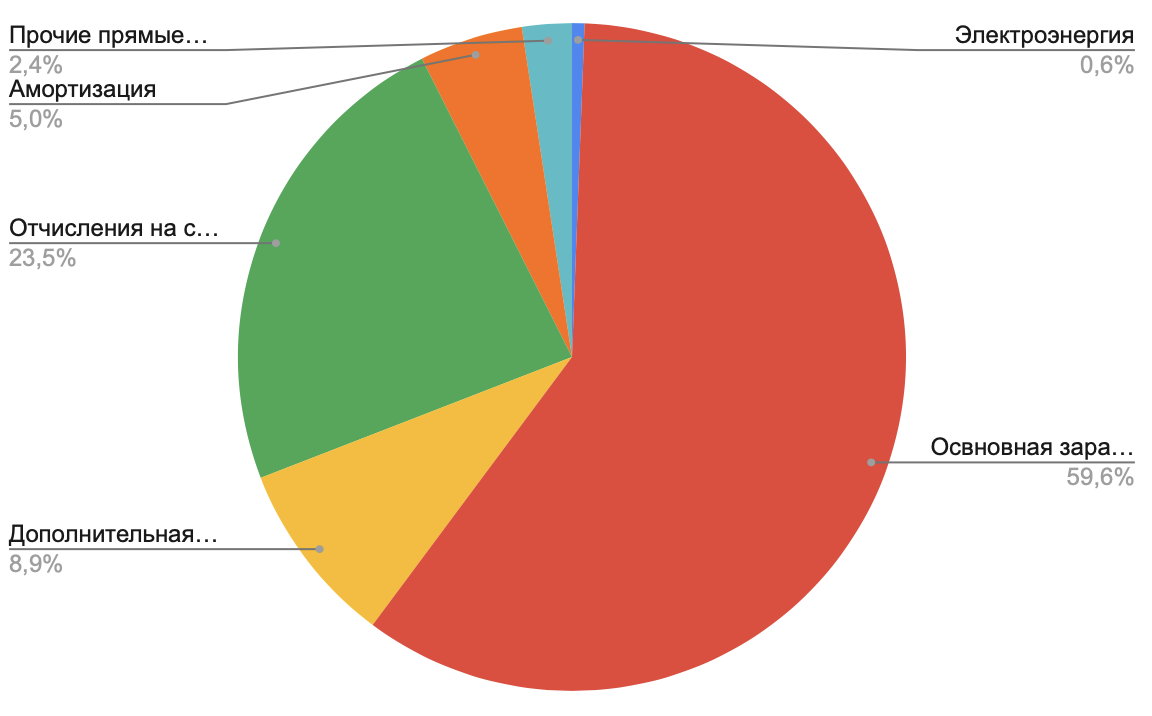 Прочие прямые…
2,4%
Амортизация
5,0%
Отчисления на с…
23,5%
Дополнительная…
8,9%
Электроэнергия
0,6%
Освновная зара…
59,6%